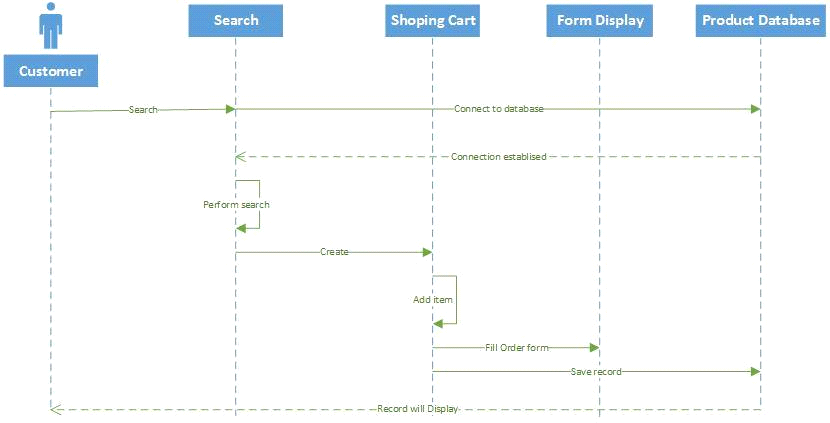 Search
Shoping Cart
Form Display
Product Database
Customer
Search
Connect to database
Connection establised
Perform search
Create
Add item
Fill Order form
Save record
Record will Display